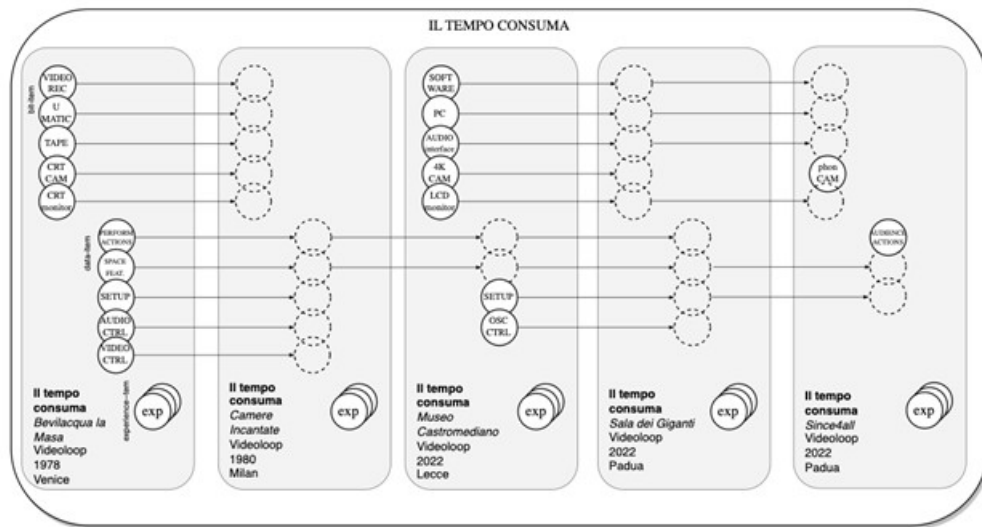 IL TEMPO CONSUMA
bit-item
VIDEO
REC
U
MATIC
TAPE
CRT
CAM
CRT
monitor
data-item
PERFORM
ACTIONS
SPACE
FEAT.
SETUP
AUDIO
CTRL
VIDEO
CTRL
experience-item
exp
Il tempo
consuma
Bevilacqua la
Masa
Videoloop
1978
Venice
exp
Il tempo
consuma
Camere
Incantate
Videoloop
1980
Milan
SOFT
WARE
PC
AUDIO
interface
4K
CAM
LCD
monitor
SETUP
OSC
CTRL
exp
Il tempo
consuma
Museo
Castromediano
Videoloop
2022
Lecce
exp
Il tempo
consuma
Sala dei Giganti
Videoloop
2022
Padua
phon
CAM
AUDIENCE
ACTIONS
exp
Il tempo
consuma
Since4all
Videoloop
2022
Padua